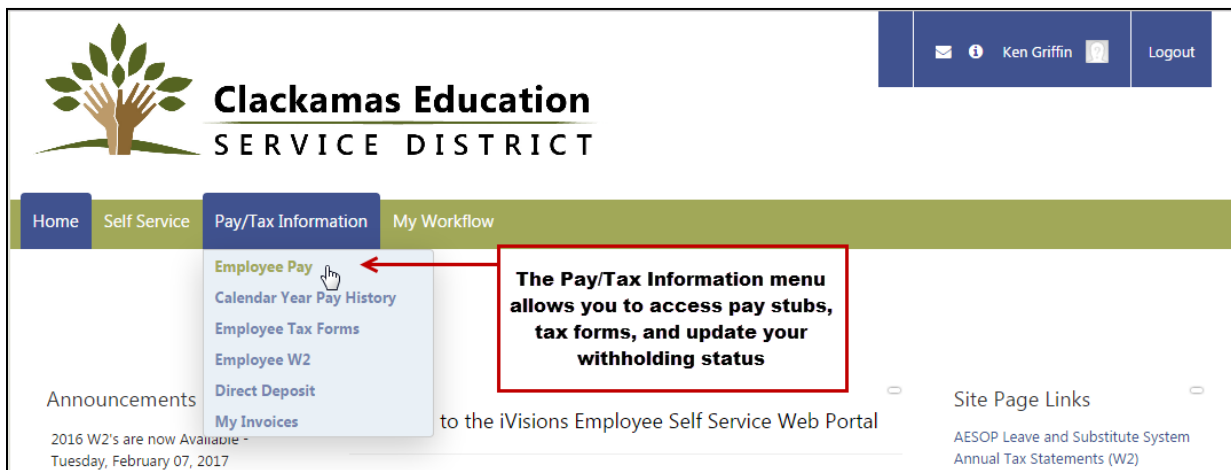 Ken Griffin
Logout
Clackamas Education
SERVICE DISTRICT
Home Self Service Pay/Tax Information My Workflow
Employee Pay
Calendar Year Pay History
Employee Tax Forms
Employee W2
Direct Deposit
My Invoices
The Pay/Tax Information menu
allows you to access pay stubs,
tax forms, and update your
withholding status
Announcements
2016 W2's are now Available -
Tuesday, February 07, 2017
to the iVisions Employee Self Service Web Portal
Site Page Links
AESOP Leave and Substitute System
Annual Tax Statements (W2)